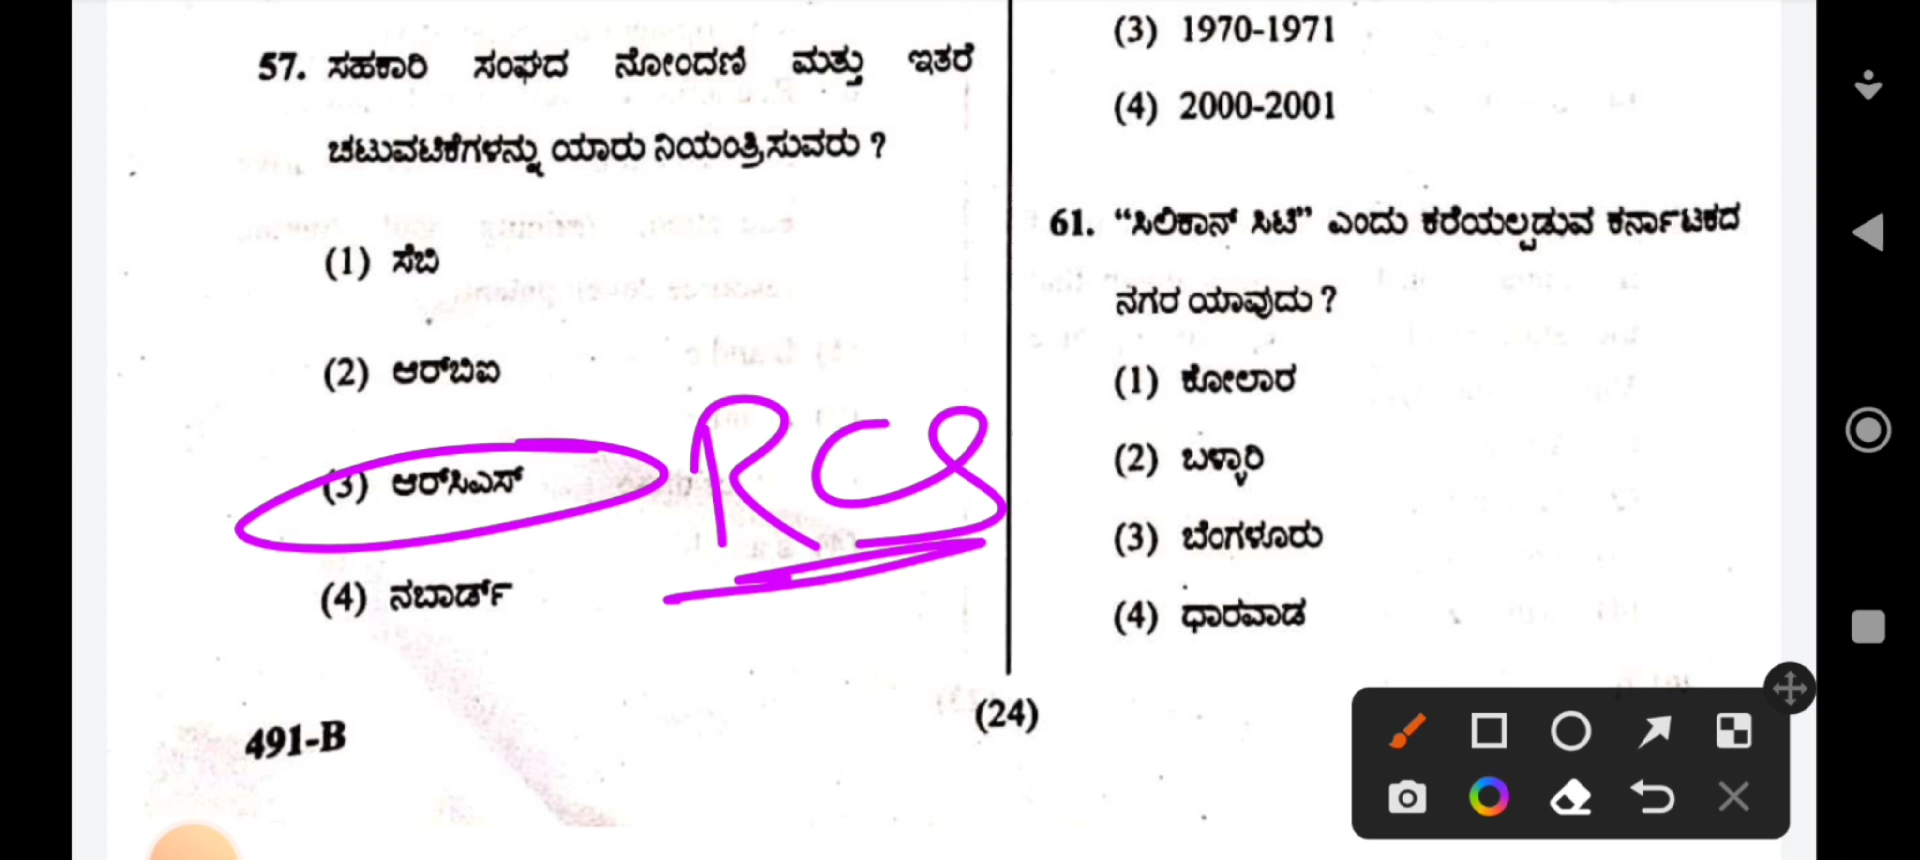 57. ಸಹಕಾರಿ ಸಂಘದ ನೋಂದಣಿ ಮತ್ತು ಇತರೆ
ಚಟುವಟಿಕೆಗಳನ್ನು ಯಾರು ನಿಯಂತ್ರಿಸುವರು ?
(1) ಸೆಬಿ
(2) ಆರ್‌ಬಿಐ
(3) ಆರ್‌ಸಿಎಸ್
RCS
(4) ನಬಾರ್ಡ್
491-B
(24)
(3) 1970-1971
(4) 2000-2001
61. “ಸಿಲಿಕಾನ್ ಸಿಟಿ” ಎಂದು ಕರೆಯಲ್ಪಡುವ ಕರ್ನಾಟಕದ
ನಗರ ಯಾವುದು ?
(1) ಕೋಲಾರ
(2) ಬಳ್ಳಾರಿ
(3) ಬೆಂಗಳೂರು
(4) ಧಾರವಾಡ